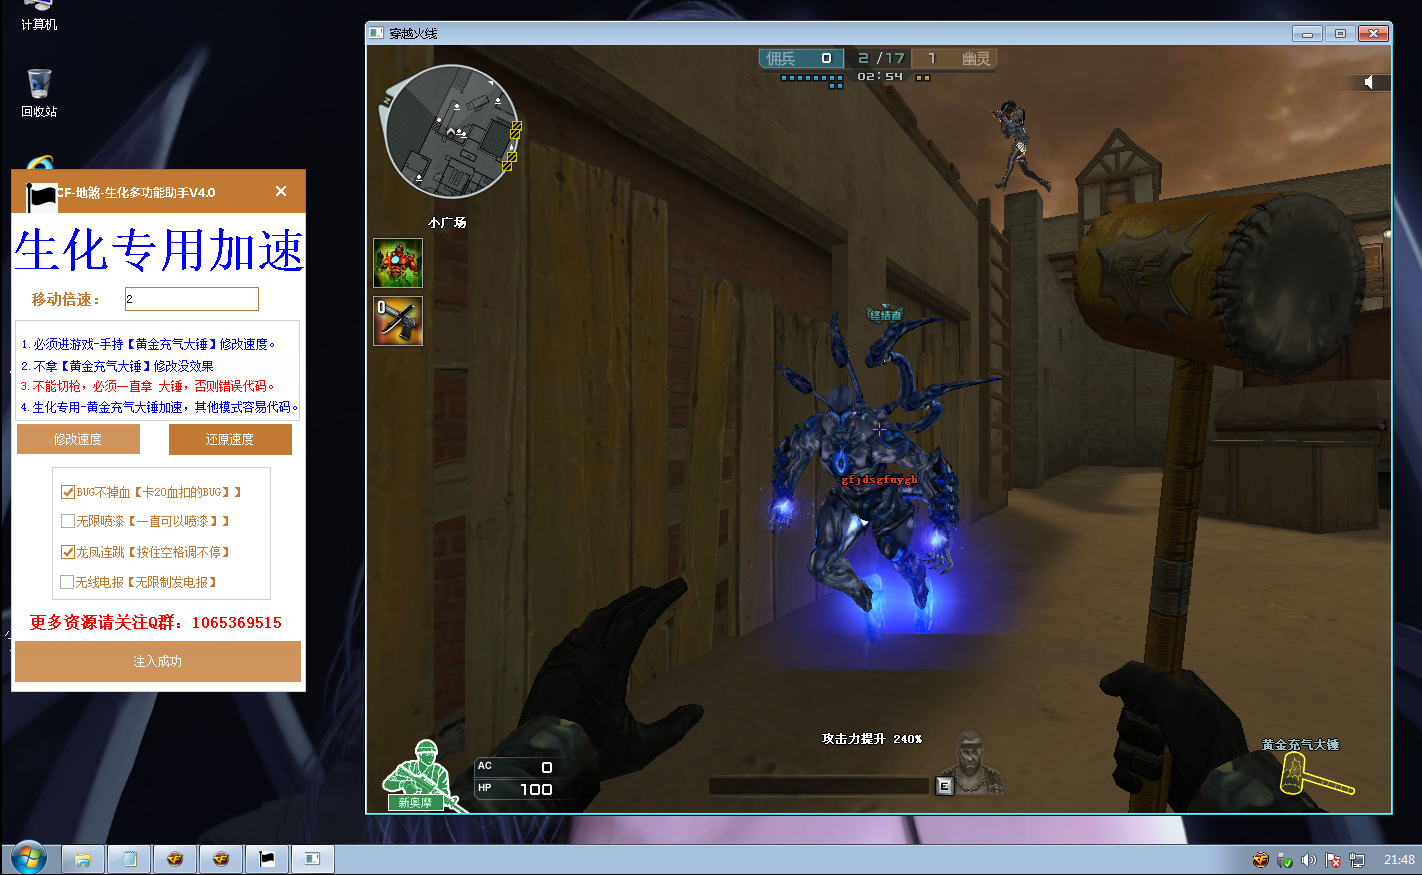 计算机
回收站
CF-地煞-生化多功能助手V4.0
生化专用加速
移动倍速：
2
1.必须进游戏-手持【黄金充气大锤】修改速度。
2.不拿【黄金充气大锤】修改没效果
3.不能切枪，必须一直拿 大锤，否则错误代码。
4.生化专用-黄金充气大锤加速，其他模式容易代码。
修改速度
还原速度
BUG不掉血【卡20血扣的BUG】】
无限喷漆【一直可以喷漆】】
龙凤连跳【按住空格调不停】
无线电报【无限制发电报】
更多资源请关注Q群：1065369515
注入成功
穿越火线
佣兵 0 2 /17 1 幽灵
02:54
N
小广场
0
终结者
gfjdsgfuygh
攻击力提升 240%
E
黄金充气大锤
AC 0
HP 100
新奥摩
21:48